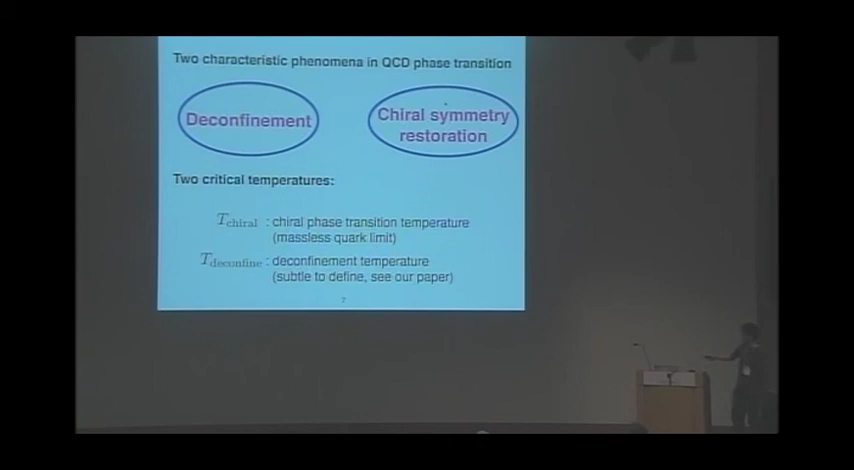 Two characteristic phenomena in QCD phase transition
Deconfinement
Chiral symmetry
restoration
Two critical temperatures:
T_chiral : chiral phase transition temperature
(massless quark limit)
T_deconfine : deconfinement temperature
(subtle to define, see our paper)
7